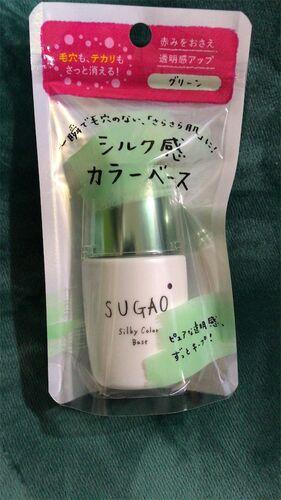 毛穴も、テカリも
さっと消える!
赤みをおさえ
透明感アップ
グリーン
一瞬で毛穴のない、「さらさら肌」に!
シルク感
カラーベース
SUGAO
Silky Color
Base
ピュアな透明感、
ずっとキープ!